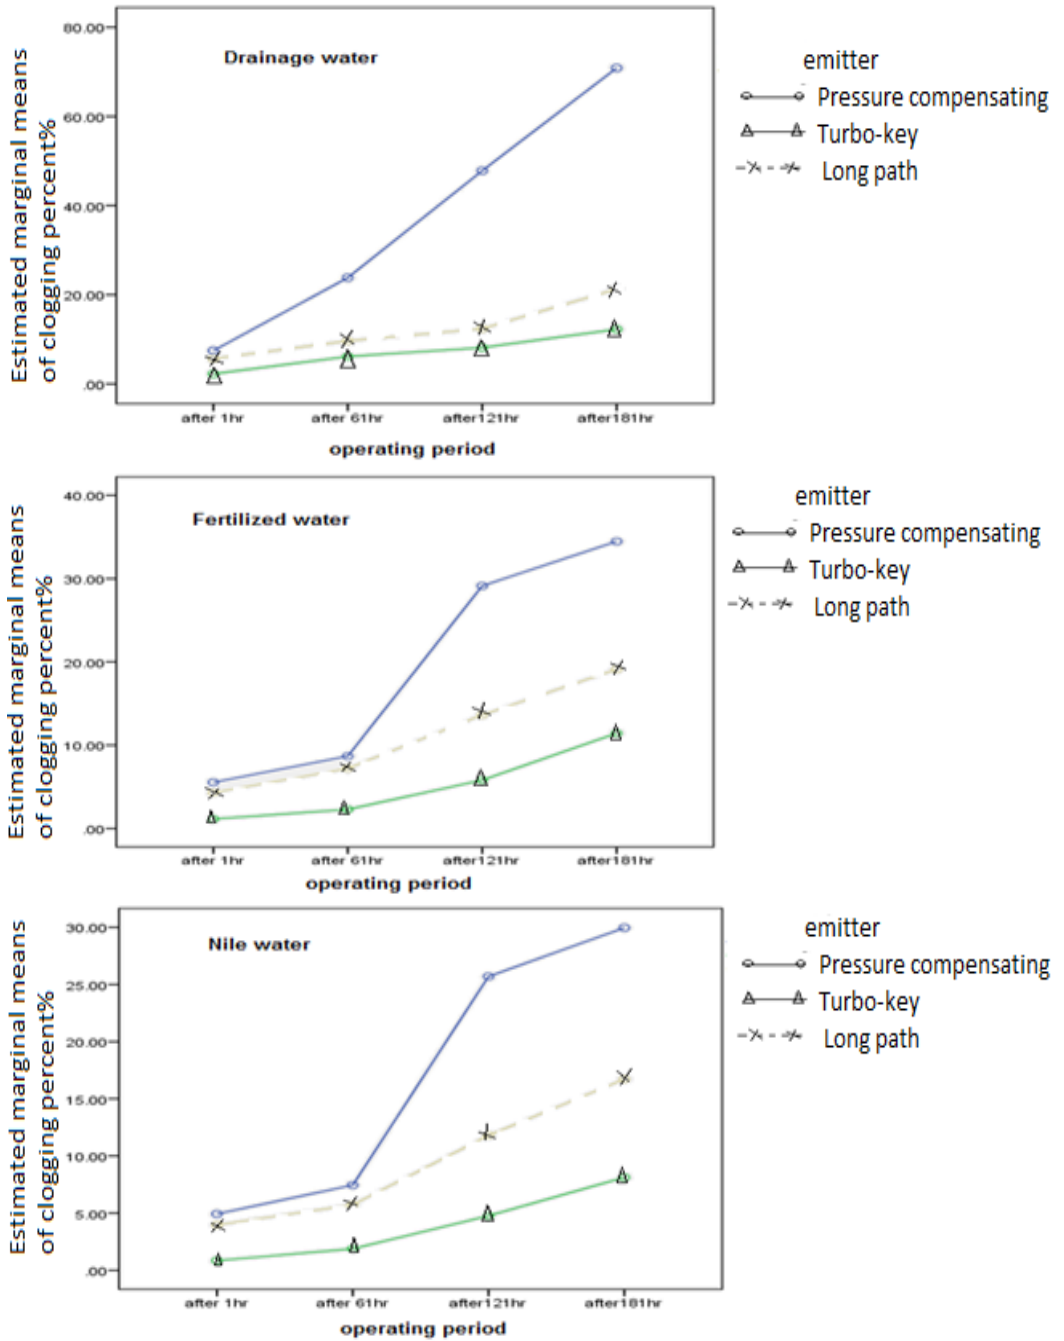 80.00
60.00
40.00
20.00
.00
Estimated marginal means
of clogging percent%
Drainage water
after 1hr after 61hr after121hr after181hr
operating period
emitter
Pressure compensating
Turbo-key
Long path
40.00
30.00
20.00
10.00
.00
Estimated marginal means
of clogging percent%
Fertilized water
after 1hr after 61hr after121hr after181hr
operating period
emitter
Pressure compensating
Turbo-key
Long path
30.00
25.00
20.00
15.00
10.00
5.00
.00
Estimated marginal means
of clogging percent%
Nile water
after 1hr after 61hr after121hr after181hr
operating period
emitter
Pressure compensating
Turbo-key
Long path